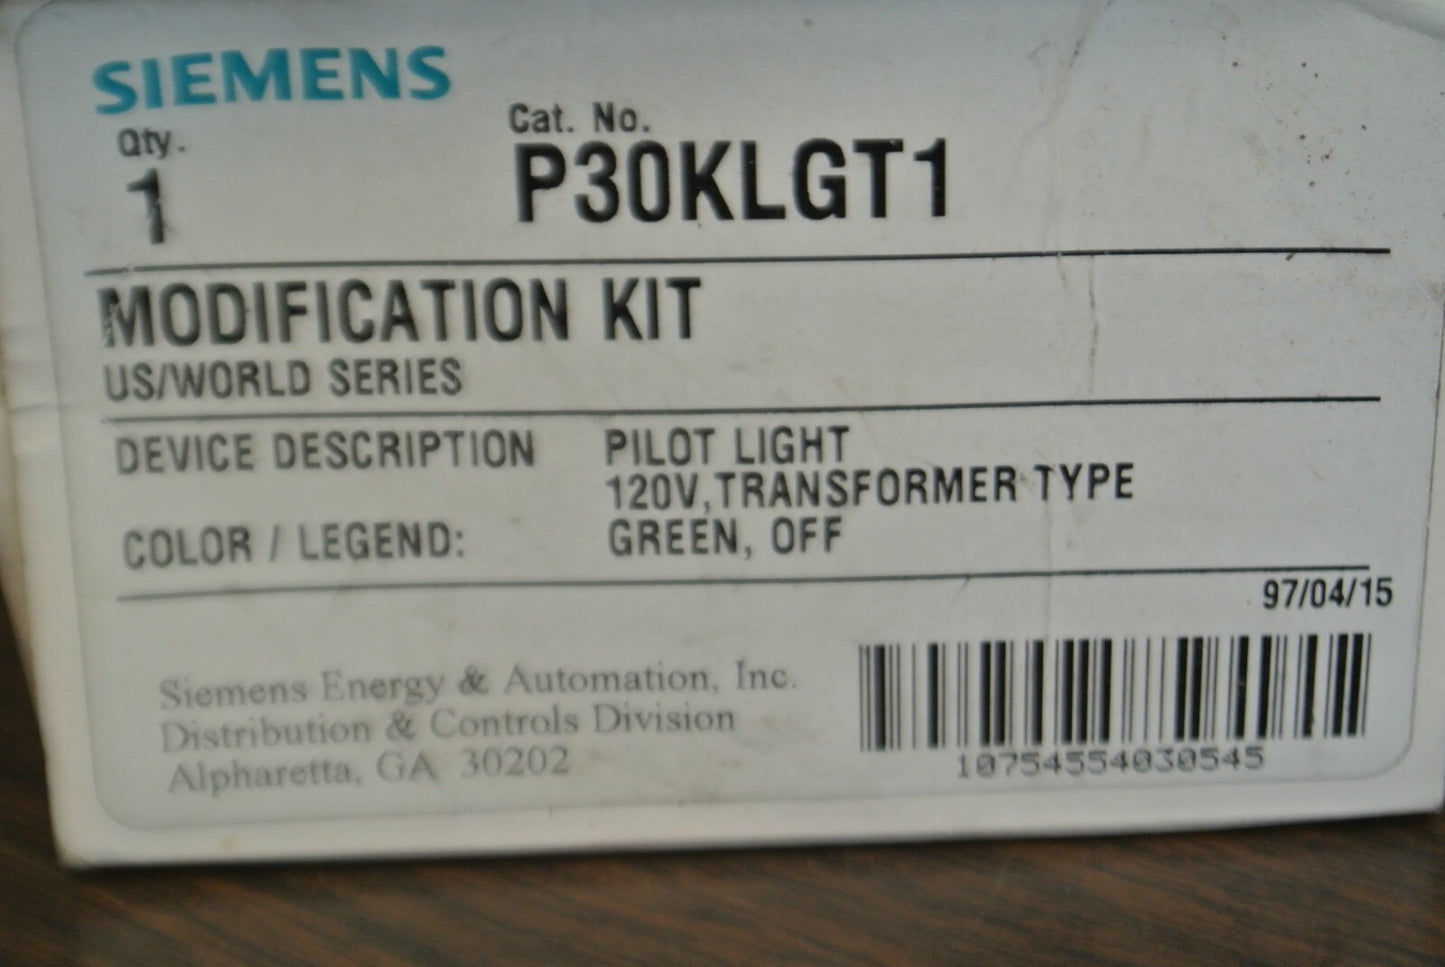 SIEMENS
Qty.
1
Cat. No.
P30KLGT1
MODIFICATION KIT
US/WORLD SERIES
DEVICE DESCRIPTION PILOT LIGHT
120V,TRANSFORMER TYPE
COLOR / LEGEND: GREEN, OFF
97/04/15
Siemens Energy & Automation, Inc.
Distribution & Controls Division
Alpharetta, GA 30202
10754554030545